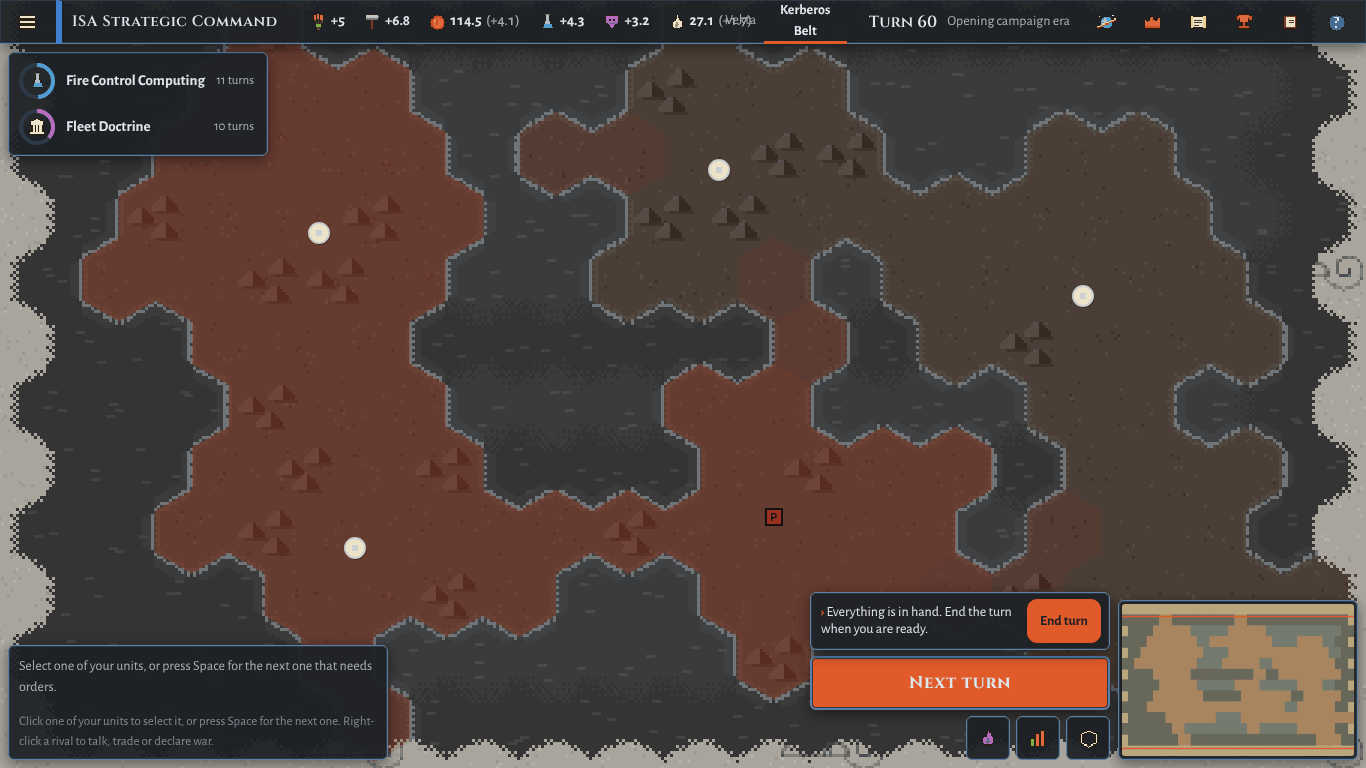 ISA Strategic Command
+5
+6.8
114.5 (+4.1)
+4.3
+3.2
27.1
Kerberos
Belt
Turn 60
Opening campaign era
?
Fire Control Computing
11 turns
Fleet Doctrine
10 turns
P
› Everything is in hand. End the turn
when you are ready.
End turn
Next turn
Select one of your units, or press Space for the next one that needs
orders.
Click one of your units to select it, or press Space for the next one. Right-
click a rival to talk, trade or declare war.